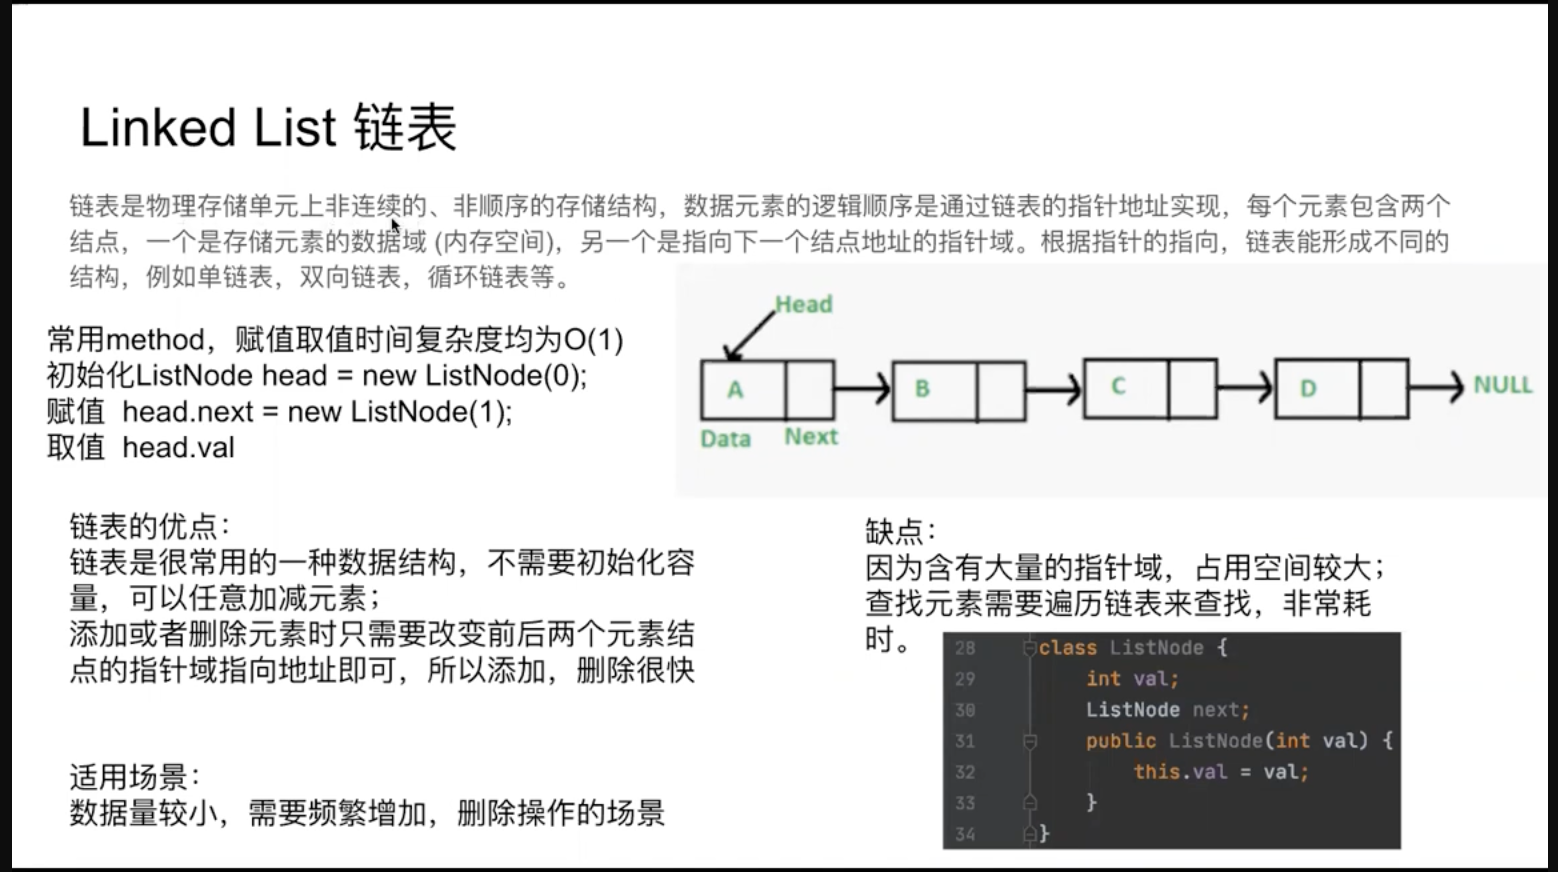 Linked List 链表
链表是物理存储单元上非连续的、非顺序的存储结构，数据元素的逻辑顺序是通过链表的指针地址实现，每个元素包含两个
结点，一个是存储元素的数据域 (内存空间)，另一个是指向下一个结点地址的指针域。根据指针的指向，链表能形成不同的
结构，例如单链表，双向链表，循环链表等。
常用method，赋值取值时间复杂度均为O(1)
初始化ListNode head = new ListNode(0);
赋值  head.next = new ListNode(1);
取值  head.val
Head
A
B
C
D
NULL
Data
Next
链表的优点：
链表是很常用的一种数据结构，不需要初始化容
量，可以任意加减元素；
添加或者删除元素时只需要改变前后两个元素结
点的指针域指向地址即可，所以添加，删除很快
缺点：
因为含有大量的指针域，占用空间较大；
查找元素需要遍历链表来查找，非常耗
时。
适用场景：
数据量较小，需要频繁增加，删除操作的场景
28 class ListNode {
29 int val;
30 ListNode next;
31 public ListNode(int val) {
32 this.val = val;
33 }
34 }